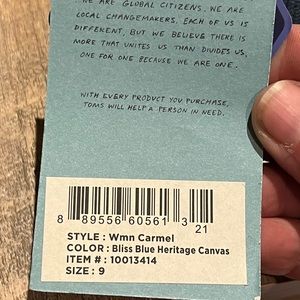 WE ARE GLOBAL CITIZENS. WE ARE
LOCAL CHANGEMAKERS. EACH OF US IS
DIFFERENT, BUT WE BELIEVE THERE IS
MORE THAT UNITES US THAN DIVIDES US,
ONE FOR ONE BECAUSE WE ARE ONE.
WITH EVERY PRODUCT YOU PURCHASE,
TOMS WILL HELP A PERSON IN NEED.
8 89556 60561 3
21
STYLE : Wmn Carmel
COLOR : Bliss Blue Heritage Canvas
ITEM # : 10013414
SIZE : 9